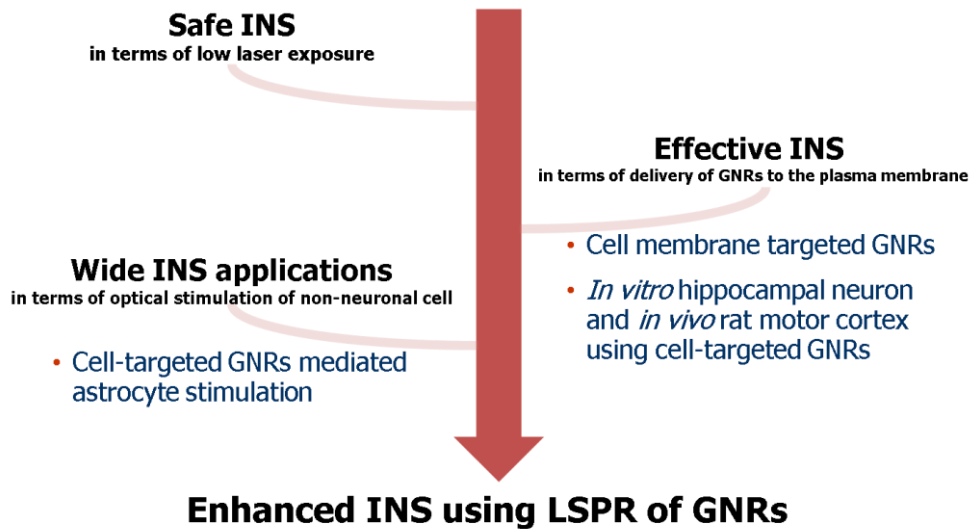 Safe INS
in terms of low laser exposure
Effective INS
in terms of delivery of GNRs to the plasma membrane
• Cell membrane targeted GNRs
• In vitro hippocampal neuron
and in vivo rat motor cortex
using cell-targeted GNRs
Wide INS applications
in terms of optical stimulation of non-neuronal cell
• Cell-targeted GNRs mediated
astrocyte stimulation
Enhanced INS using LSPR of GNRs